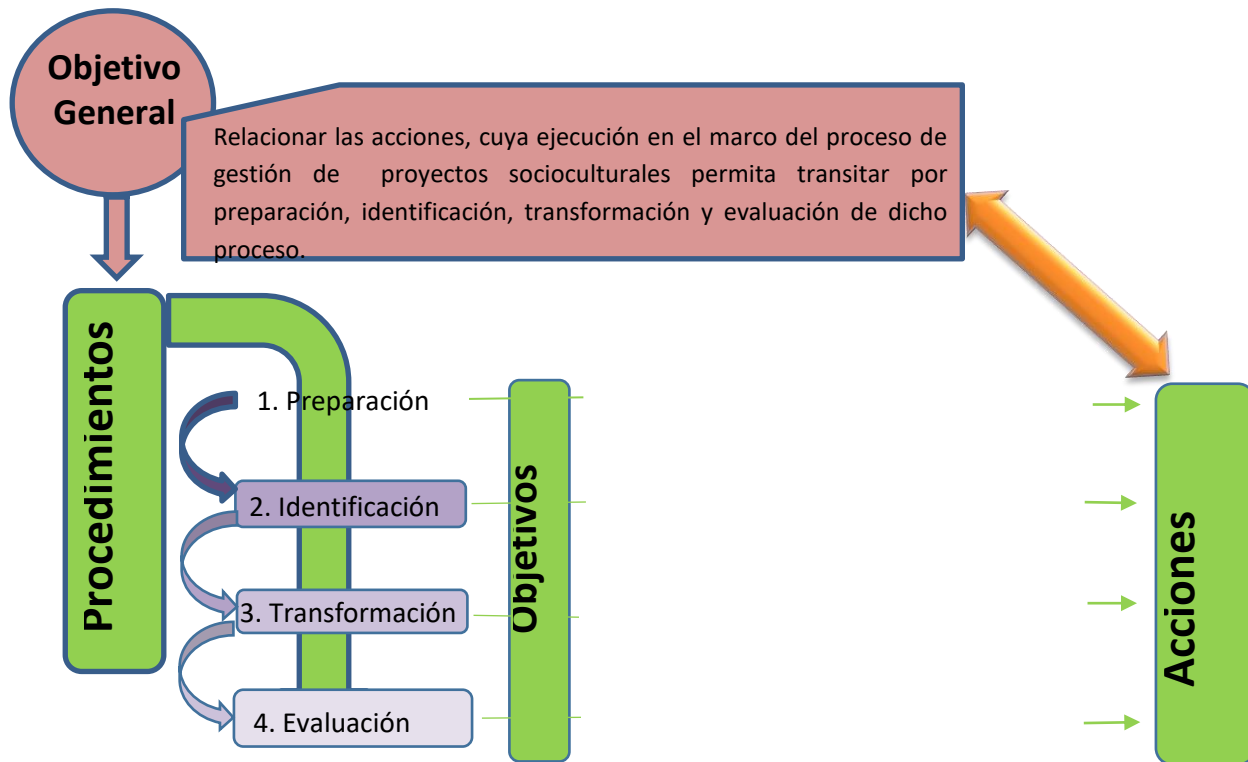 Objetivo
General
Relacionar las acciones, cuya ejecución en el marco del proceso de
gestión de proyectos socioculturales permita transitar por
preparación, identificación, transformación y evaluación de dicho
proceso.
Procedimientos
1. Preparación
2. Identificación
3. Transformación
4. Evaluación
Objetivos
Acciones